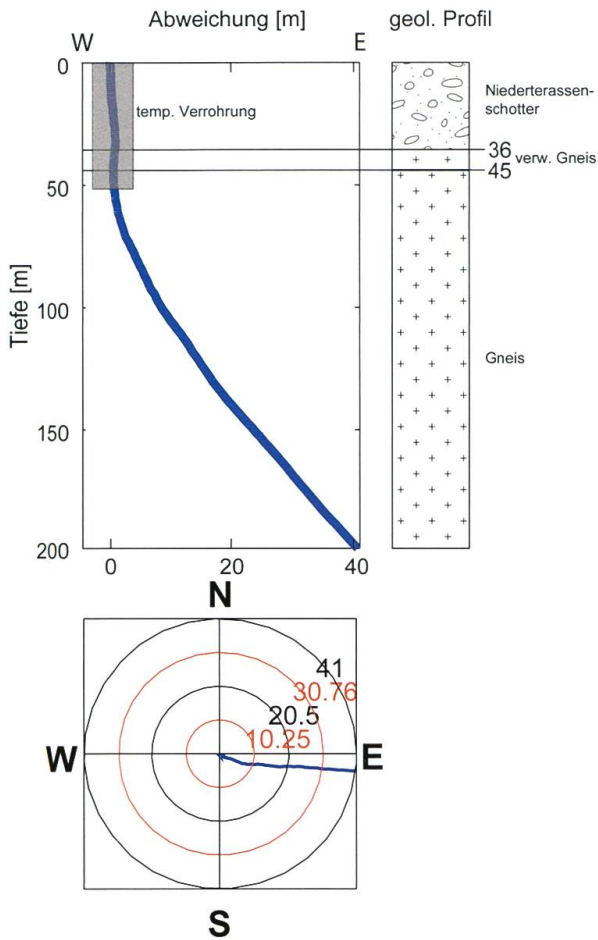 Abweichung [m]
geol. Profil
W
E
0
50
100
150
200
Tiefe [m]
temp. Verrohrung
Niederterassen-
schotter
36
verw. Gneis
45
Gneis
0
20
40
N
41
30.76
20.5
10.25
W
E
S